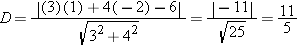 D = |(3)(1)+4(−2)−6| / √(3²+4²) = |−11| / √25 = 11/5